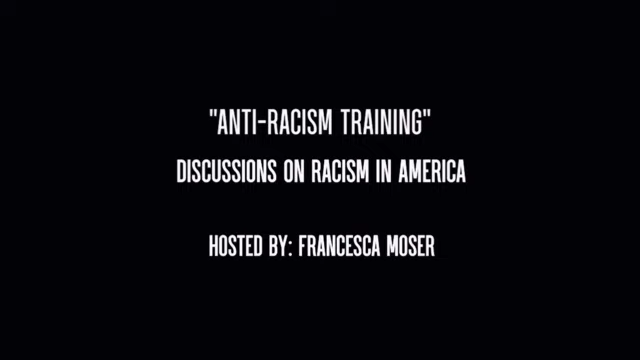 "ANTI-RACISM TRAINING"
DISCUSSIONS ON RACISM IN AMERICA
HOSTED BY: FRANCESCA MOSER